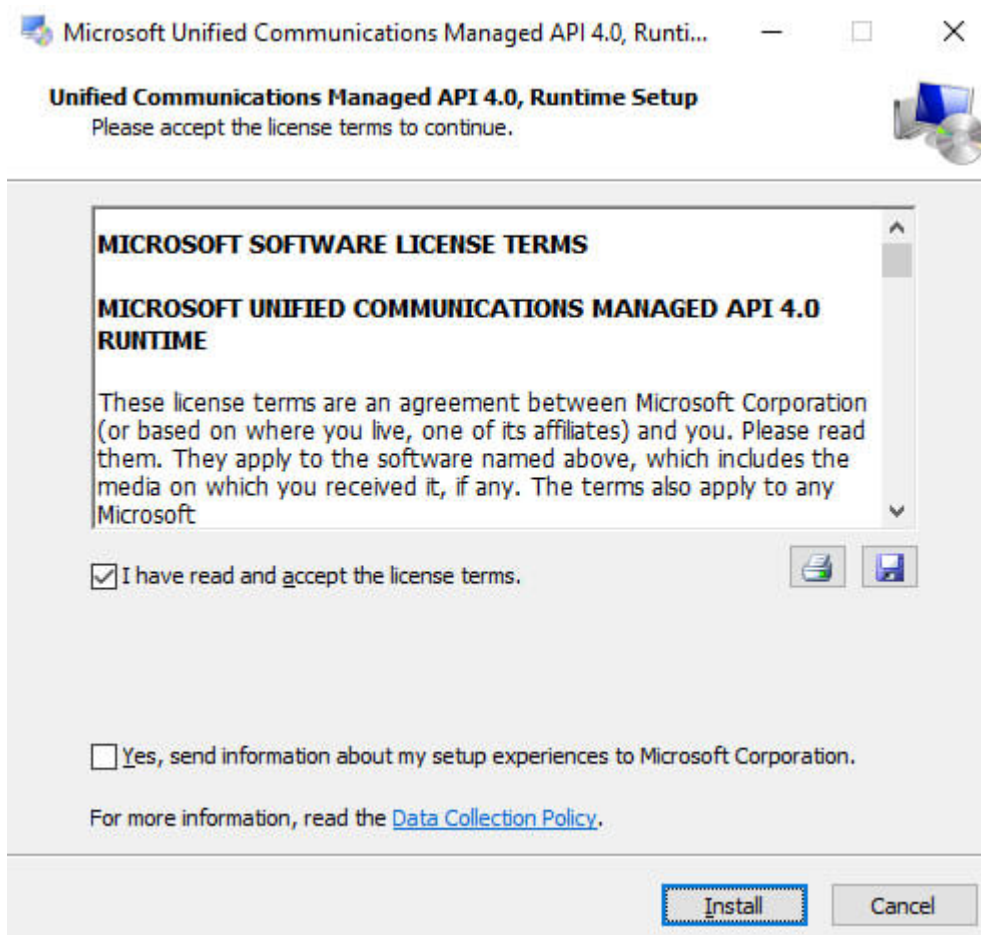 Microsoft Unified Communications Managed API 4.0, Runti...
Unified Communications Managed API 4.0, Runtime Setup
Please accept the license terms to continue.
MICROSOFT SOFTWARE LICENSE TERMS
MICROSOFT UNIFIED COMMUNICATIONS MANAGED API 4.0
RUNTIME
These license terms are an agreement between Microsoft Corporation
(or based on where you live, one of its affiliates) and you. Please read
them. They apply to the software named above, which includes the
media on which you received it, if any. The terms also apply to any
Microsoft
I have read and accept the license terms.
Yes, send information about my setup experiences to Microsoft Corporation.
For more information, read the Data Collection Policy.
Install
Cancel